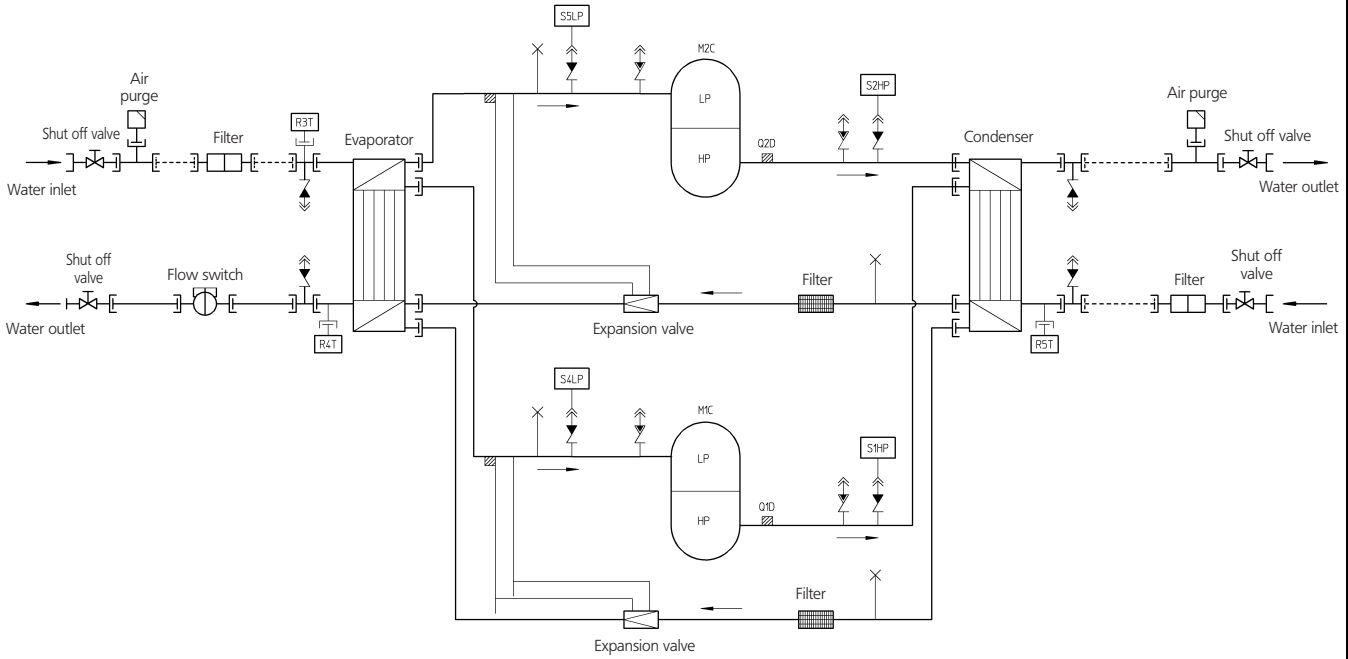 S5LP
M2C
Air
purge
S2HP
Air purge
LP
R3T
Shut off valve
Filter
Evaporator
Q2D
Condenser
Shut off valve
HP
Water inlet
Water outlet
Shut off
valve
Flow switch
Filter
Filter
Shut off
valve
Water outlet
R4T
Expansion valve
R5T
Water inlet
S4LP
M1C
S1HP
LP
Q1D
HP
Filter
Expansion valve